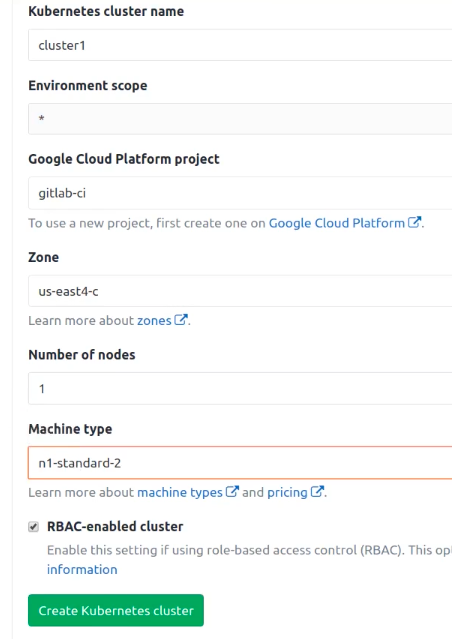 Kubernetes cluster name
cluster1
Environment scope
*
Google Cloud Platform project
gitlab-ci
To use a new project, first create one on Google Cloud Platform.
Zone
us-east4-c
Learn more about zones.
Number of nodes
1
Machine type
n1-standard-2
Learn more about machine types and pricing.
RBAC-enabled cluster
Enable this setting if using role-based access control (RBAC). This
information
Create Kubernetes cluster